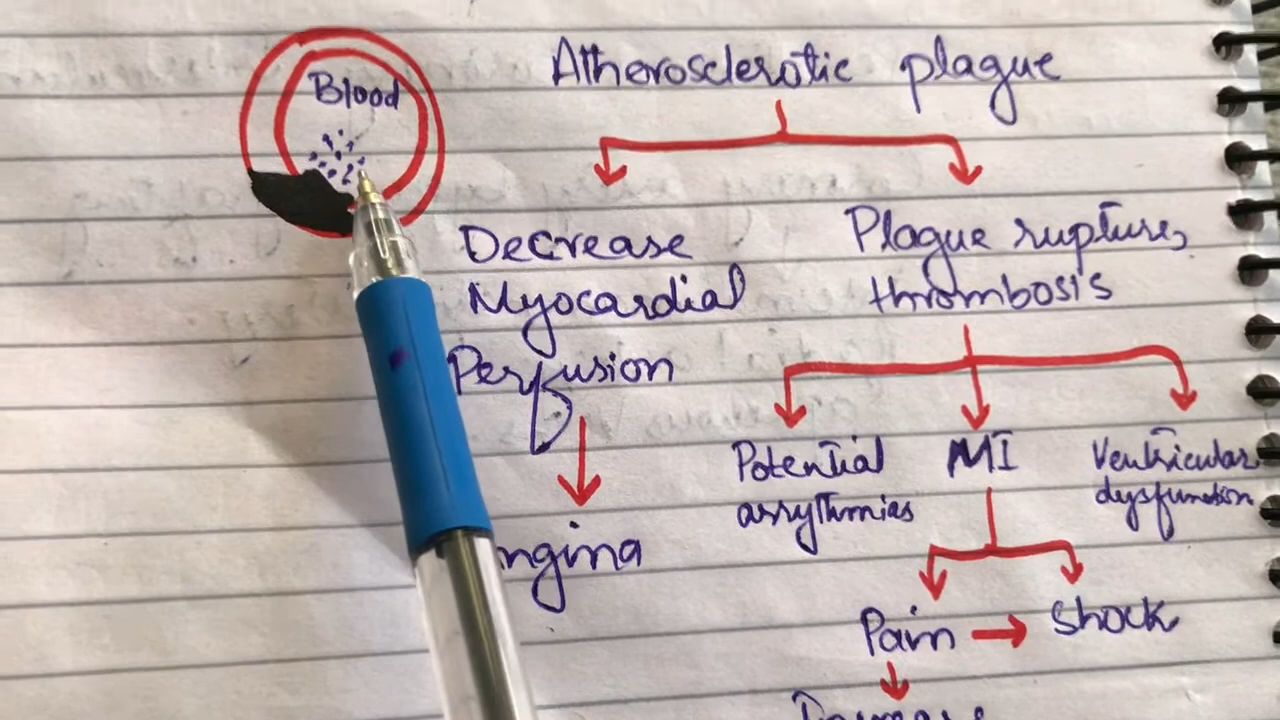 Blood
Atherosclerotic plague
Decrease
Myocardial
Perfusion
ngina
Plague rupture,
thrombosis
Potential
arrythmias
MI
Ventricular
dysfunction
Pain → Shock